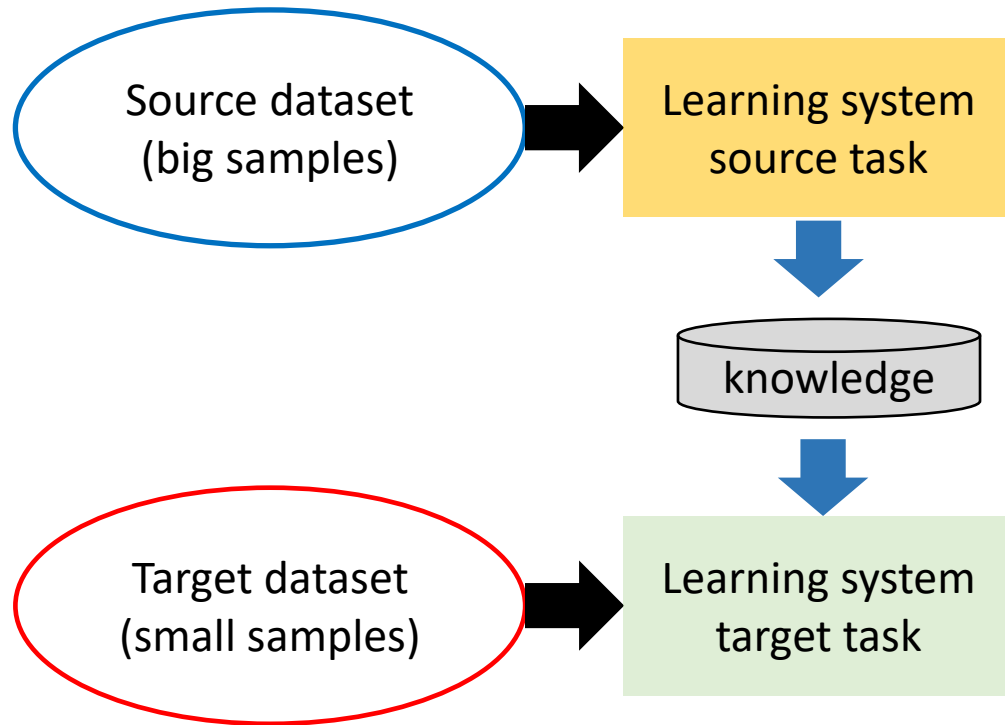 Source dataset
(big samples)
Learning system
source task
knowledge
Target dataset
(small samples)
Learning system
target task